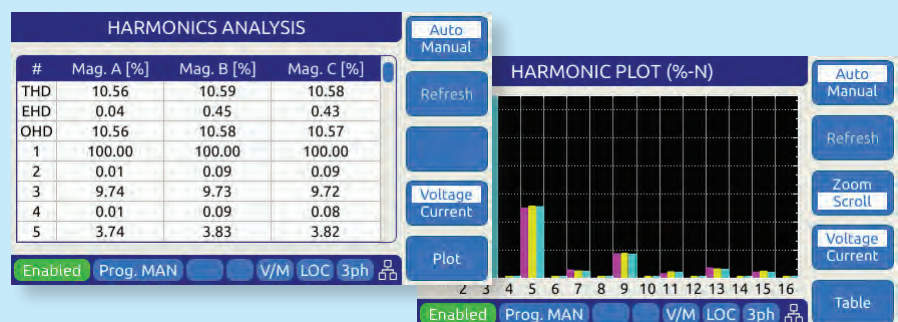 HARMONICS ANALYSIS
Auto
Manual
# Mag. A [%] Mag. B [%] Mag. C [%]
THD 10.56 10.59 10.58
EHD 0.04 0.45 0.43
OHD 10.56 10.58 10.57
1 100.00 100.00 100.00
2 0.01 0.09 0.09
3 9.74 9.73 9.72
4 0.01 0.09 0.08
5 3.74 3.83 3.82
Refresh
Voltage
Current
Plot
Enabled Prog. MAN V/M LOC 3ph
HARMONIC PLOT (%-N)
Auto
Manual
Refresh
Zoom
Scroll
Voltage
Current
Table
2 3 4 5 6 7 8 9 10 11 12 13 14 15 16
Enabled Prog. MAN V/M LOC 3ph